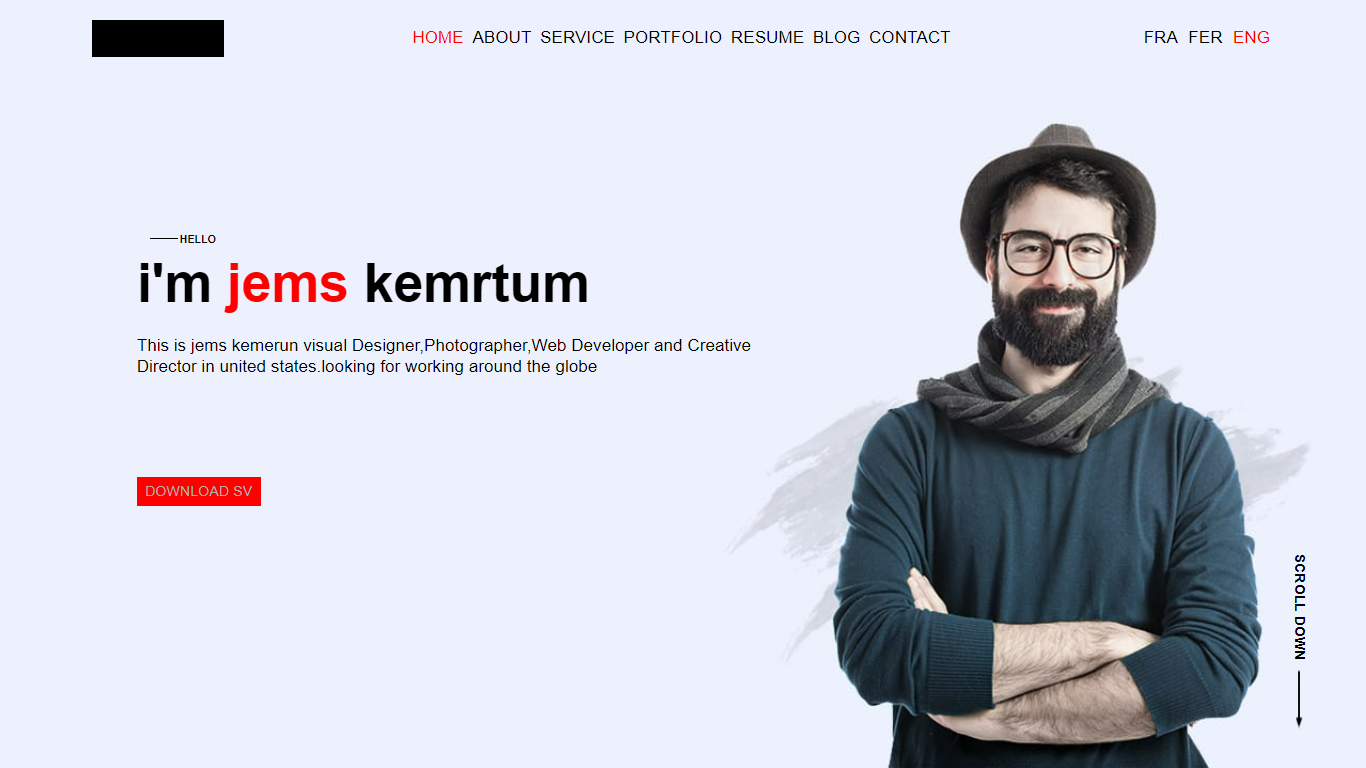 HOME ABOUT SERVICE PORTFOLIO RESUME BLOG CONTACT FRA FER ENG
HELLO
i'm jems kemrtum
This is jems kemerun visual Designer,Photographer,Web Developer and Creative
Director in united states.looking for working around the globe
DOWNLOAD SV
SCROLL DOWN